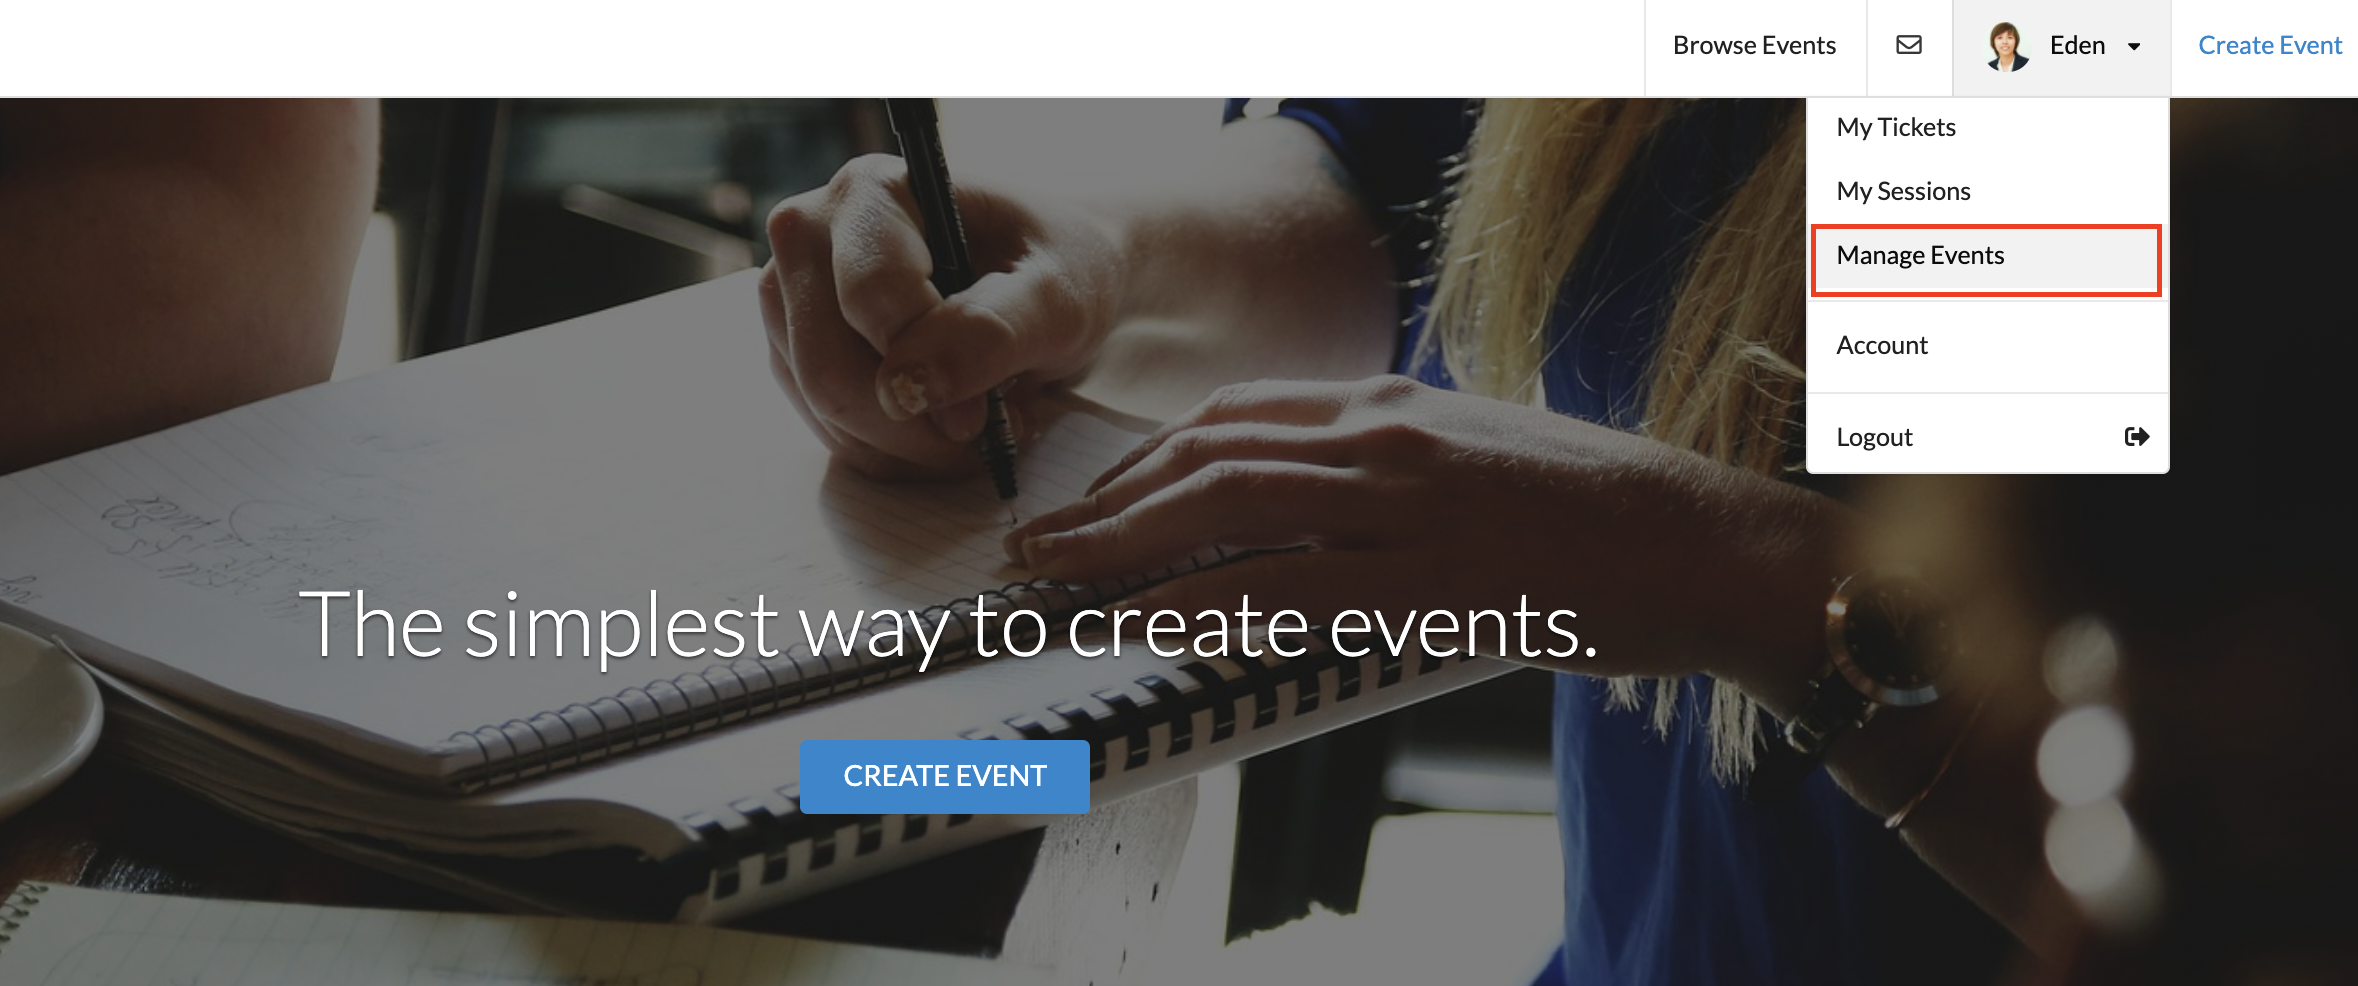 Browse Events
Eden
Create Event
My Tickets
My Sessions
Manage Events
Account
Logout
The simplest way to create events.
CREATE EVENT